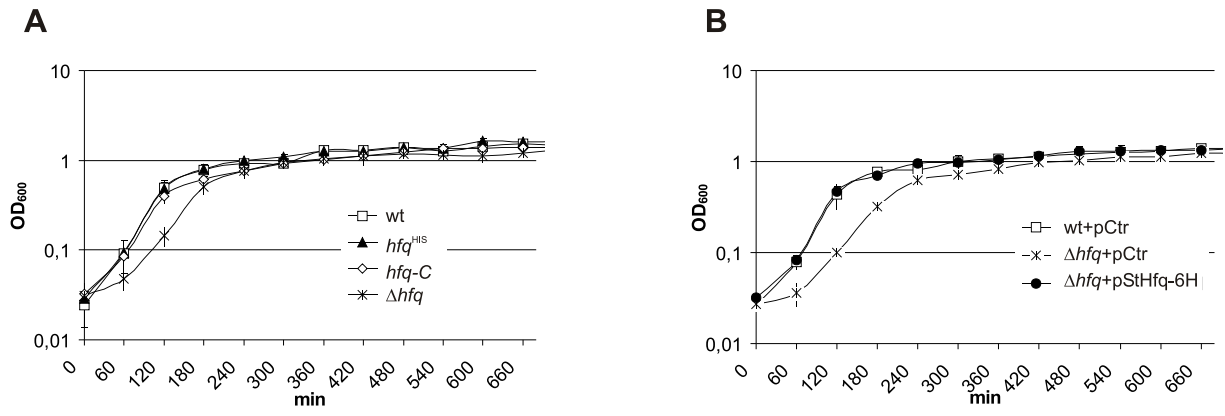 A
10
1
0,1
0,01
OD600
0
60
120
180
240
300
360
420
480
540
600
660
min
wt
hfqHIS
hfq-C
Δhfq
B
10
1
0,1
0,01
OD600
0
60
120
180
240
300
360
420
480
540
600
660
min
wt+pCtr
Δhfq+pCtr
Δhfq+pStHfq-6H